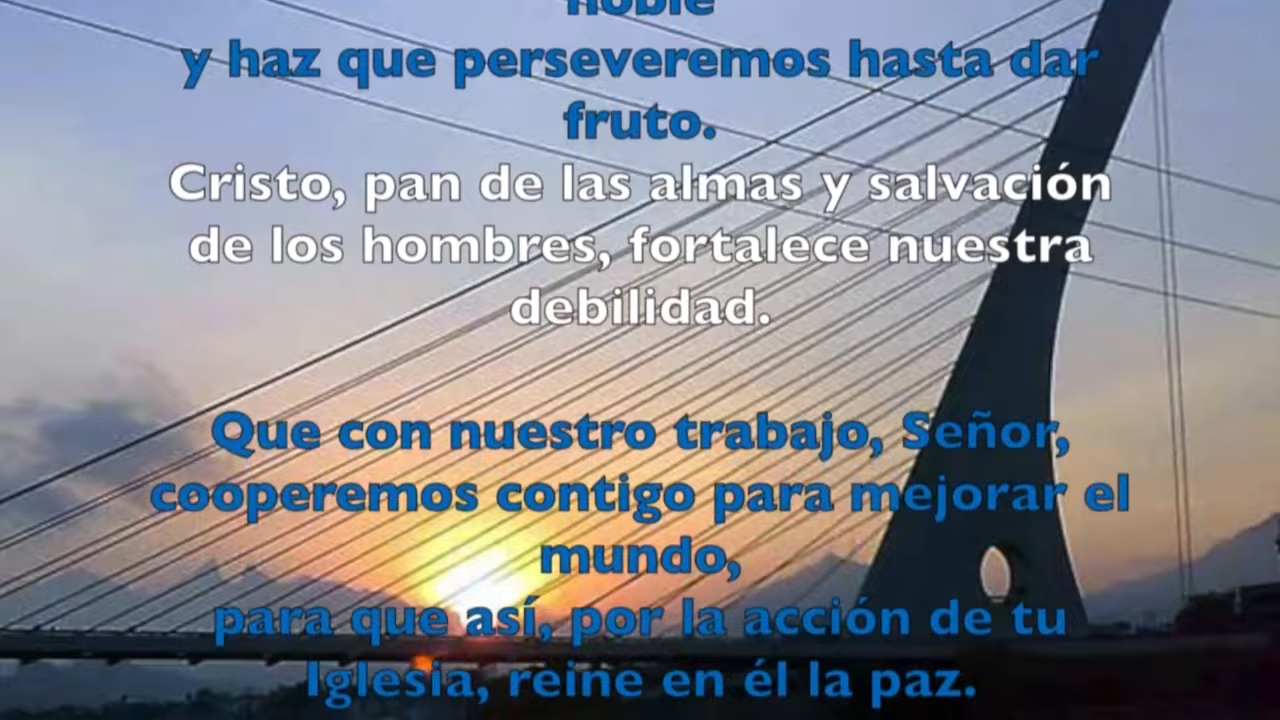 noble
y haz que perseveremos hasta dar
fruto.
Cristo, pan de las almas y salvación
de los hombres, fortalece nuestra
debilidad.
Que con nuestro trabajo, Señor,
cooperemos contigo para mejorar el
mundo,
para que así, por la acción de tu
Iglesia, reine en él la paz.